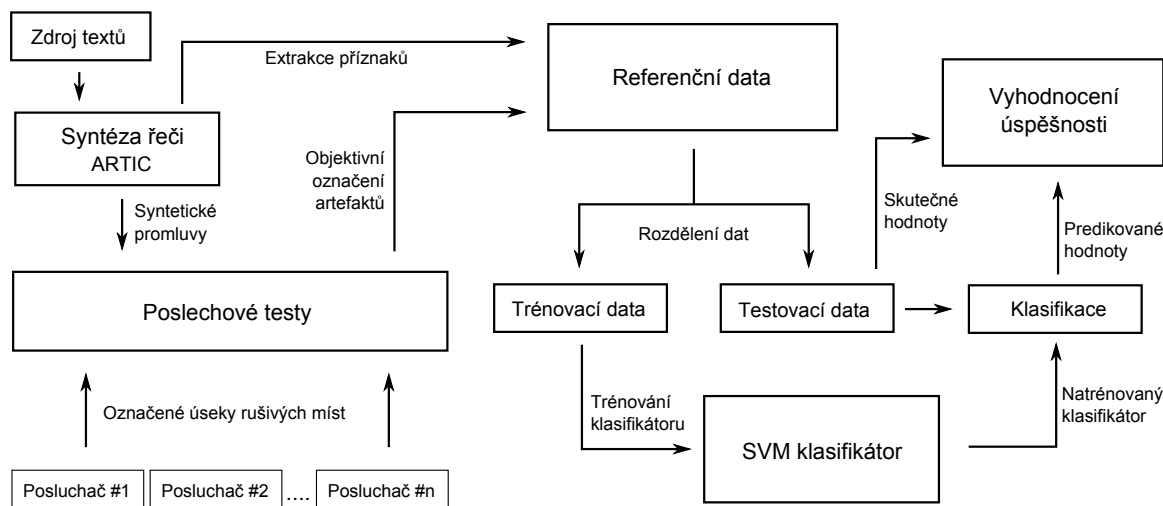 Zdroj textů
Extrakce příznaků
Syntéza řeči
ARTIC
Syntetické
promluvy
Objektivní
označení
artefaktů
Referenční data
Vyhodnocení
úspěšnosti
Skutečné
hodnoty
Rozdělení dat
Predikované
hodnoty
Poslechové testy
Trénovací data
Testovací data
Klasifikace
Označené úseky rušivých míst
Trénování
klasifikátoru
SVM klasifikátor
Natrénovaný
klasifikátor
Posluchač #1
Posluchač #2
....
Posluchač #n